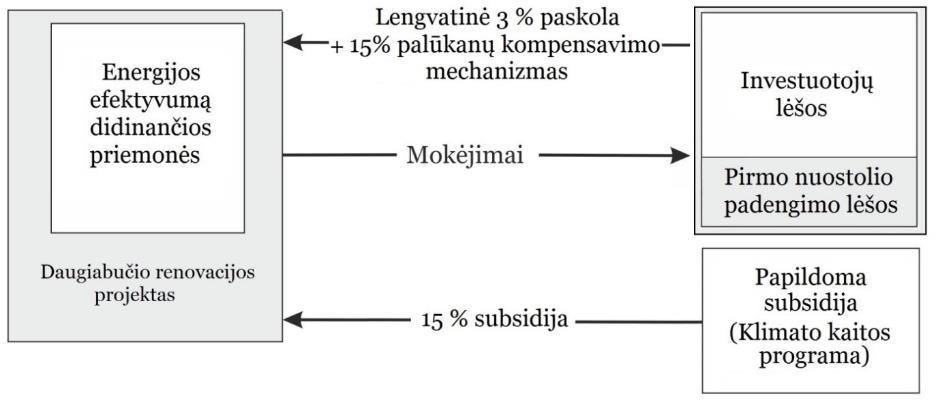 Lengvatinė 3 % paskola
+ 15% palūkanų kompensavimo
mechanizmas
Energijos
efektyvumą
didinančios
priemonės
Investuotojų
lėšos
Mokėjimai
Pirmo nuostolio
padengimo lėšos
Daugiabučio renovacijos
projektas
15 % subsidija
Papildoma
subsidija
(Klimato kaitos
programa)